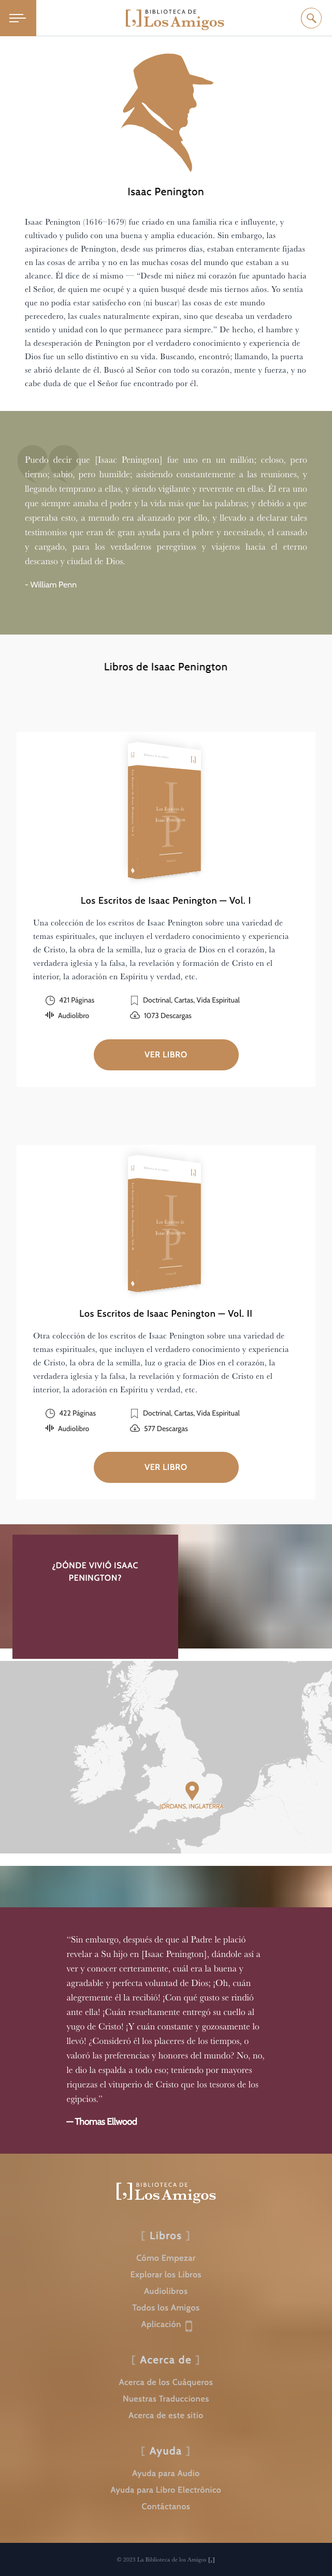 BIBLIOTECA DE
[,] Los Amigos
Isaac Penington
Isaac Penington (1616–1679) fue criado en una familia rica e influyente, y
cultivado y pulido con una buena y amplia educación. Sin embargo, las
aspiraciones de Penington, desde sus primeros días, estaban enteramente fijadas
en las cosas de arriba y no en las muchas cosas del mundo que estaban a su
alcance. Él dice de sí mismo — “Desde mi niñez mi corazón fue apuntado hacia
el Señor, de quien me ocupé y a quien busqué desde mis tiernos años. Yo sentía
que no podía estar satisfecho con (ni buscar) las cosas de este mundo
perecedero, las cuales naturalmente expiran, sino que deseaba un verdadero
sentido y unidad con lo que permanece para siempre.” De hecho, el hambre y
la desesperación de Penington por el verdadero conocimiento y experiencia de
Dios fue un sello distintivo en su vida. Buscando, encontró; llamando, la puerta
se abrió delante de él. Buscó al Señor con todo su corazón, mente y fuerza, y no
cabe duda de que el Señor fue encontrado por él.
Puedo decir que [Isaac Penington] fue uno en un millón; celoso, pero
tierno; sabio, pero humilde; asistiendo constantemente a las reuniones, y
llegando temprano a ellas, y siendo vigilante y reverente en ellas. Él era uno
que siempre amaba el poder y la vida más que las palabras; y debido a que
esperaba esto, a menudo era alcanzado por ello, y llevado a declarar tales
testimonios que eran de gran ayuda para el pobre y necesitado, el cansado
y cargado, para los verdaderos peregrinos y viajeros hacia el eterno
descanso y ciudad de Dios.
- William Penn
Libros de Isaac Penington
Los Escritos de
Isaac Penington
I
P
Los Escritos de Isaac Penington — Vol. I
Una colección de los escritos de Isaac Penington sobre una variedad de
temas espirituales, que incluyen el verdadero conocimiento y experiencia
de Cristo, la obra de la semilla, luz o gracia de Dios en el corazón, la
verdadera iglesia y la falsa, la revelación y formación de Cristo en el
interior, la adoración en Espíritu y verdad, etc.
421 Páginas
Doctrinal, Cartas, Vida Espiritual
Audiolibro
1073 Descargas
VER LIBRO
Los Escritos de
Isaac Penington
I
P
Los Escritos de Isaac Penington — Vol. II
Otra colección de los escritos de Isaac Penington sobre una variedad de
temas espirituales, que incluyen el verdadero conocimiento y experiencia
de Cristo, la obra de la semilla, luz o gracia de Dios en el corazón, la
verdadera iglesia y la falsa, la revelación y formación de Cristo en el
interior, la adoración en Espíritu y verdad, etc.
422 Páginas
Doctrinal, Cartas, Vida Espiritual
Audiolibro
577 Descargas
VER LIBRO
¿DÓNDE VIVIÓ ISAAC
PENINGTON?
JORDANS, INGLATERRA
“Sin embargo, después de que al Padre le plació
revelar a Su hijo en [Isaac Penington], dándole así a
ver y conocer certeramente, cuál era la buena y
agradable y perfecta voluntad de Dios; ¡Oh, cuán
alegremente él la recibió! ¡Con qué gusto se rindió
ante ella! ¡Cuán resueltamente entregó su cuello al
yugo de Cristo! ¡Y cuán constante y gozosamente lo
llevó! ¿Consideró él los placeres de los tiempos, o
valoró las preferencias y honores del mundo? No, no,
le dio la espalda a todo eso; teniendo por mayores
riquezas el vituperio de Cristo que los tesoros de los
egipcios.”
— Thomas Ellwood
BIBLIOTECA DE
[,] Los Amigos
[ Libros ]
Cómo Empezar
Explorar los Libros
Audiolibros
Todos los Amigos
Aplicación
[ Acerca de ]
Acerca de los Cuáqueros
Nuestras Traducciones
Acerca de este sitio
[ Ayuda ]
Ayuda para Audio
Ayuda para Libro Electrónico
Contáctanos
© 2023 La Biblioteca de los Amigos [,]